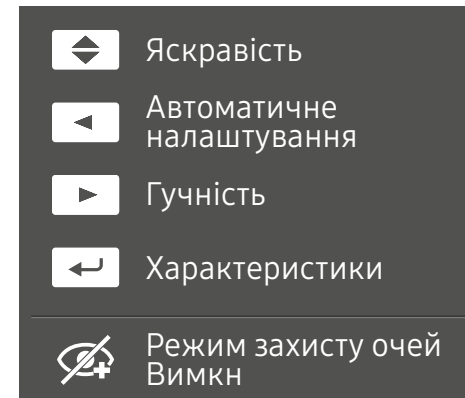 Яскравість
Автоматичне
налаштування
Гучність
Характеристики
Режим захисту очей
Вимкн